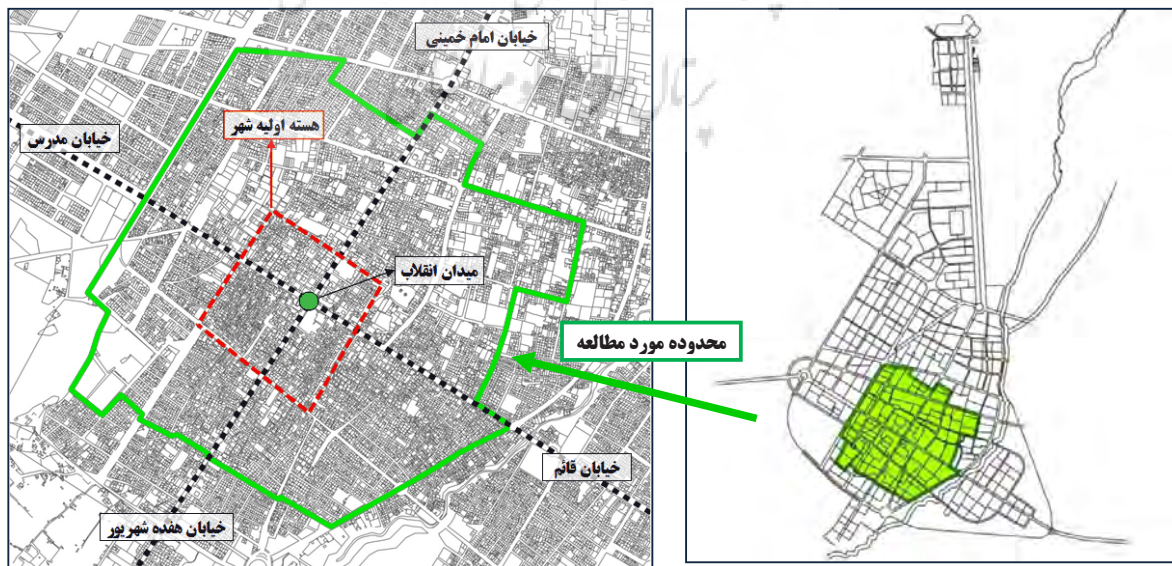 خیابان امام خمینی
هسته اولیه شهر
خیابان مدرس
میدان انقلاب
محدوده مورد مطالعه
خیابان قائم
خیابان هفده شهریور